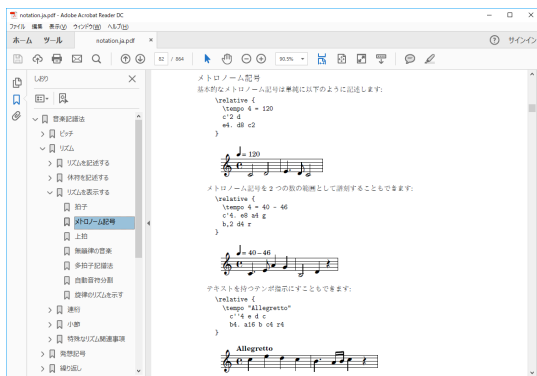 notation.ja.pdf - Adobe Acrobat Reader DC
ファイル 編集 表示(V) ウィンドウ(W) ヘルプ(H)
ホーム ツール notation.ja.pdf ×
サインイン
82 / 864 90.5%
しおり
音楽記譜法
ピッチ
リズム
リズムを記述する
休符を記述する
リズムを表示する
拍子
メトロノーム記号
上拍
無韻律の音楽
多拍子記譜法
自動音符分割
旋律のリズムを示す
連桁
小節
特殊なリズム関連事項
発想記号
繰り返し
メトロノーム記号
基本的なメトロノーム記号は単純に以下のように記述します:
\relative {
\tempo 4 = 120
c'2 d
e4. d8 c2
}
= 120
メトロノーム記号を 2 つの数の範囲として譜刻することもできます:
\relative {
\tempo 4 = 40 - 46
c'4. e8 a4 g
b,2 d4 r
}
= 40 – 46
テキストを持つテンポ指示にすこともできます:
\relative {
\tempo "Allegretto"
c''4 e d c
b4. a16 b c4 r4
}
Allegretto